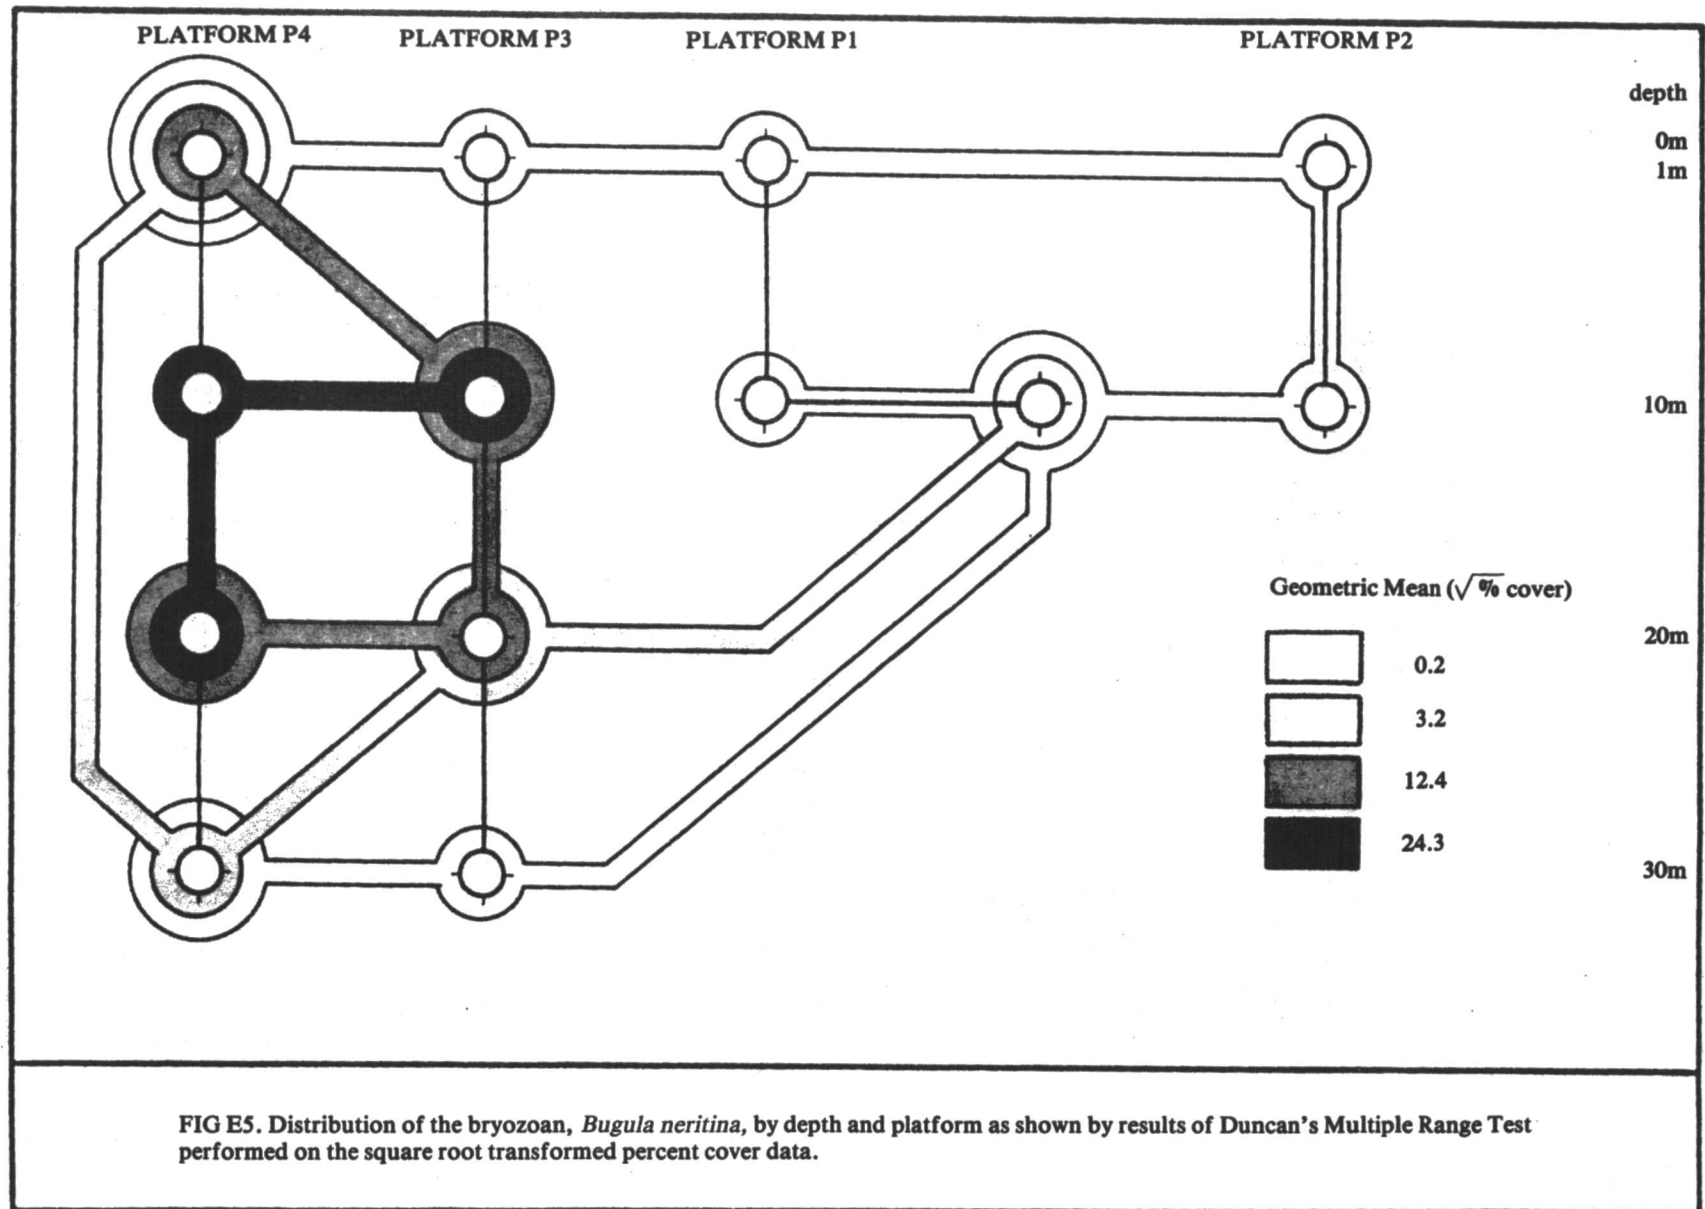 PLATFORM P4 PLATFORM P3 PLATFORM P1 PLATFORM P2
depth
0m
1m
10m
Geometric Mean (√% cover)
20m
0.2
3.2
12.4
24.3
30m
FIG E5. Distribution of the bryozoan, Bugula neritina, by depth and platform as shown by results of Duncan's Multiple Range Test
performed on the square root transformed percent cover data.